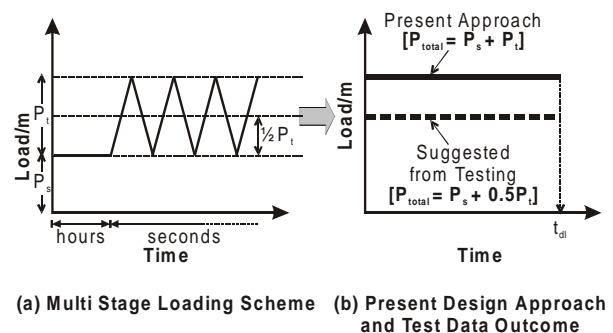 Load/m
P_t
P_s
½ P_t
hours
seconds
Time
(a) Multi Stage Loading Scheme
Present Approach
[P_total = P_s + P_t]
Load/m
Suggested
from Testing
[P_total = P_s + 0.5P_t]
t_dl
Time
(b) Present Design Approach
and Test Data Outcome